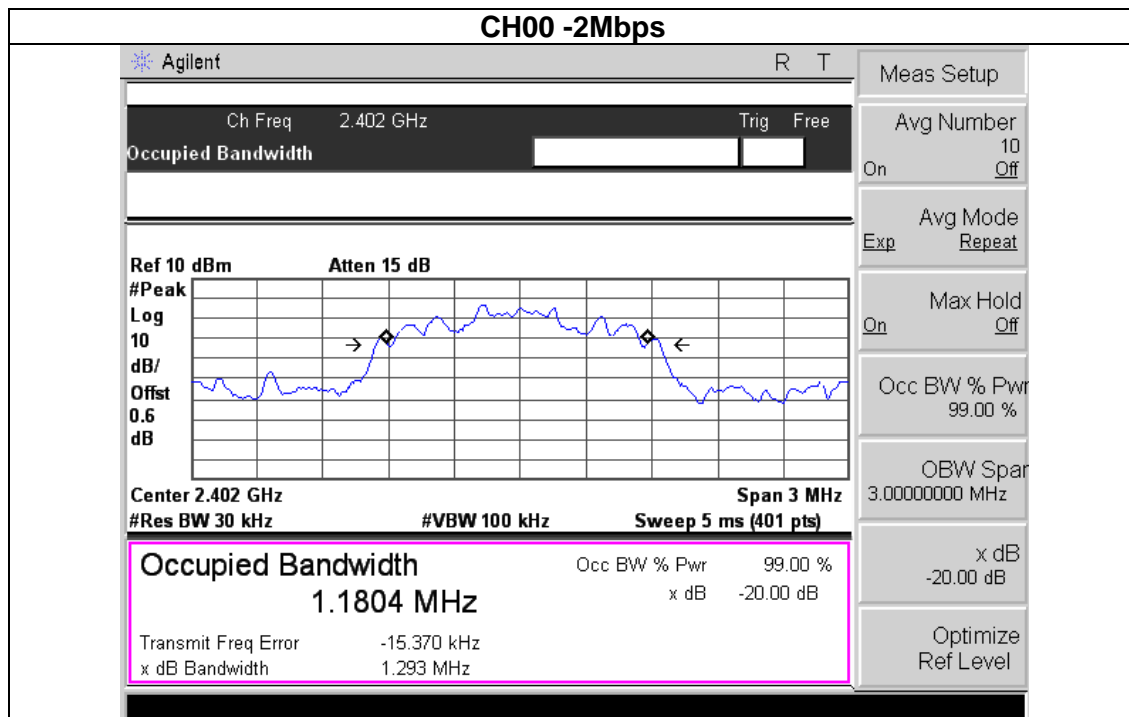 CH00 -2Mbps
Agilent R T
Ch Freq 2.402 GHz Trig Free
Occupied Bandwidth
Ref 10 dBm Atten 15 dB
#Peak
Log
10
dB/
Offst
0.6
dB
Center 2.402 GHz Span 3 MHz
#Res BW 30 kHz #VBW 100 kHz Sweep 5 ms (401 pts)
Occupied Bandwidth
1.1804 MHz
Occ BW % Pwr 99.00 %
x dB -20.00 dB
Transmit Freq Error -15.370 kHz
x dB Bandwidth 1.293 MHz
Meas Setup
Avg Number
10
On Off
Avg Mode
Exp Repeat
Max Hold
On Off
Occ BW % Pwr
99.00 %
OBW Span
3.00000000 MHz
x dB
-20.00 dB
Optimize
Ref Level